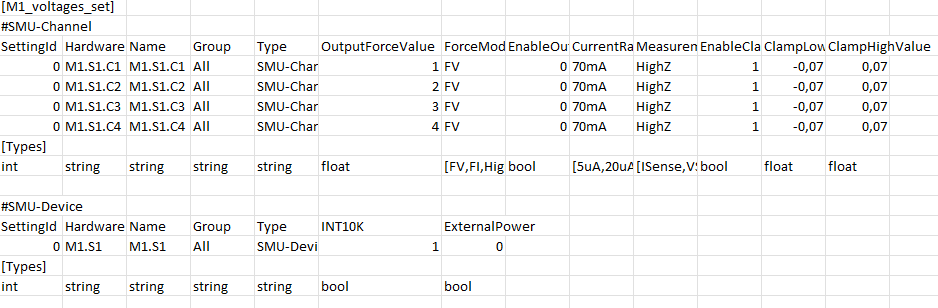 [M1_voltages_set]
#SMU-Channel
SettingId Hardware Name Group Type OutputForceValue ForceMod EnableOu CurrentRa Measuren EnableCla ClampLow ClampHighValue
0 M1.S1.C1 M1.S1.C1 All SMU-Char 1 FV 0 70mA HighZ 1 -0,07 0,07
0 M1.S1.C2 M1.S1.C2 All SMU-Char 2 FV 0 70mA HighZ 1 -0,07 0,07
0 M1.S1.C3 M1.S1.C3 All SMU-Char 3 FV 0 70mA HighZ 1 -0,07 0,07
0 M1.S1.C4 M1.S1.C4 All SMU-Char 4 FV 0 70mA HighZ 1 -0,07 0,07
[Types]
int string string string string float [FV,FI,Hig bool [5uA,20uA [ISense,VS bool float float
#SMU-Device
SettingId Hardware Name Group Type INT10K ExternalPower
0 M1.S1 M1.S1 All SMU-Devi 1 0
[Types]
int string string string string bool bool